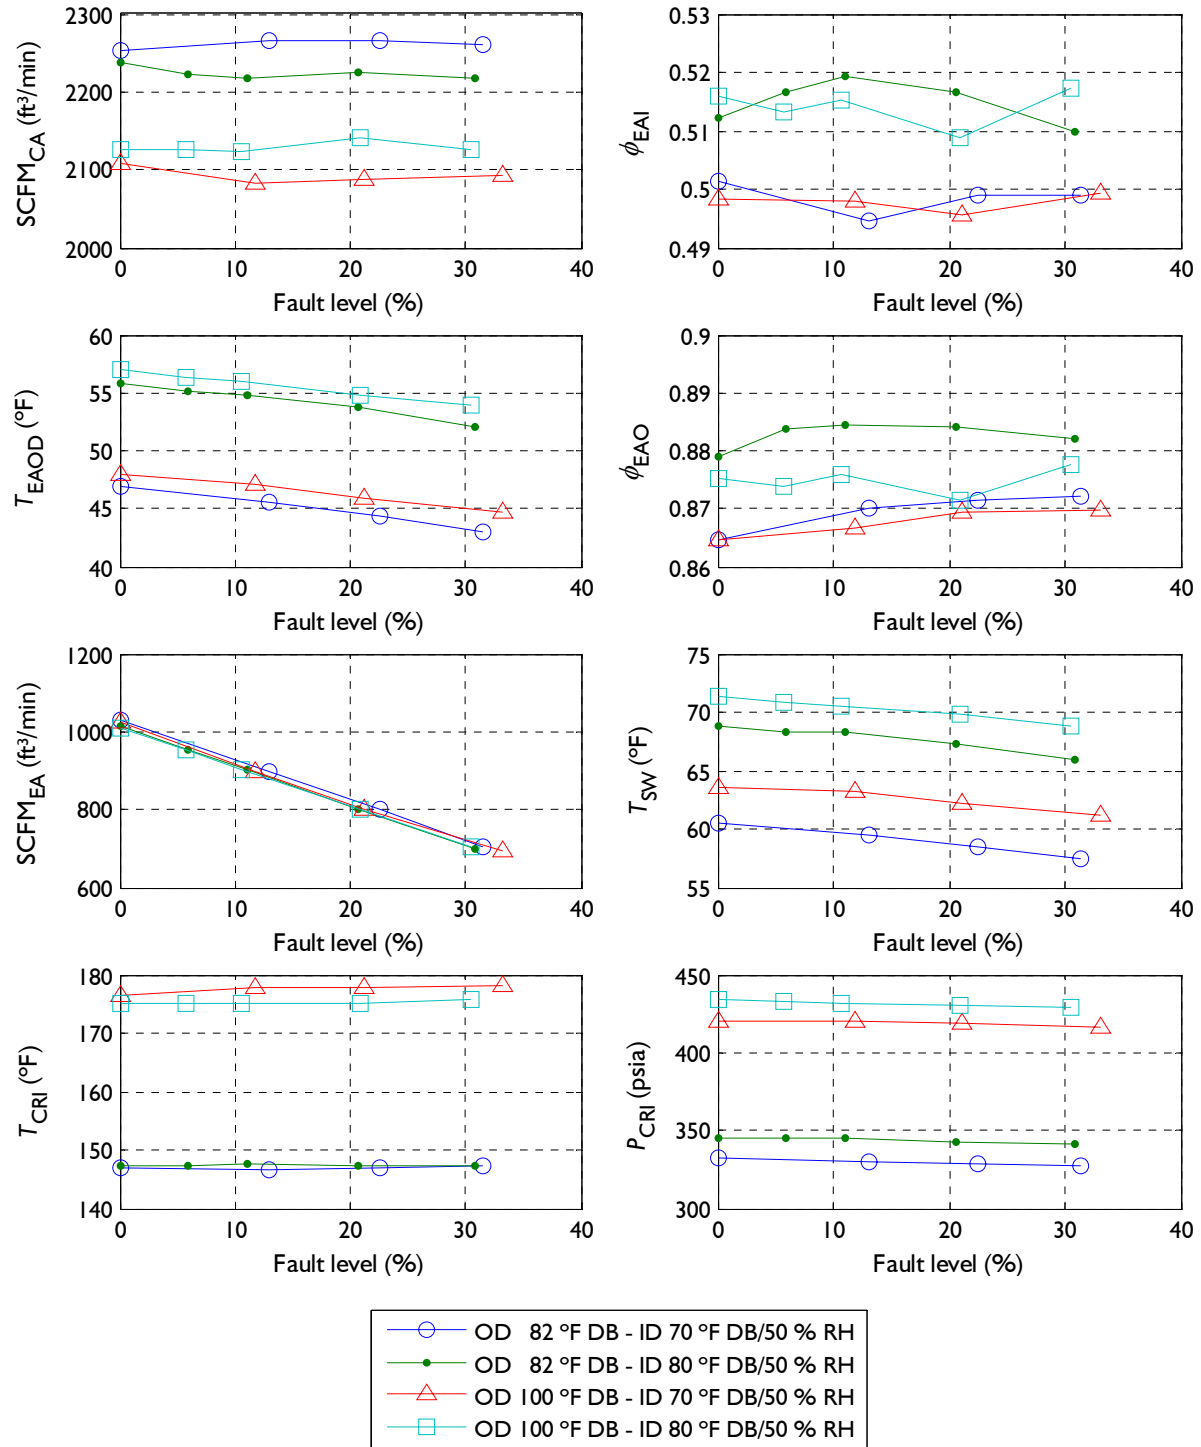 2300
2200
2100
2000
SCFM_CA (ft³/min)
0 10 20 30 40
Fault level (%)
0.53
0.52
0.51
0.5
0.49
ϕ_EAI
0 10 20 30 40
Fault level (%)
60
55
50
45
40
T_EAOD (°F)
0 10 20 30 40
Fault level (%)
0.9
0.89
0.88
0.87
0.86
ϕ_EAO
0 10 20 30 40
Fault level (%)
1200
1000
800
600
SCFM_EA (ft³/min)
0 10 20 30 40
Fault level (%)
75
70
65
60
55
T_SW (°F)
0 10 20 30 40
Fault level (%)
180
170
160
150
140
T_CRI (°F)
0 10 20 30 40
Fault level (%)
450
400
350
300
P_CRI (psia)
0 10 20 30 40
Fault level (%)
OD 82 °F DB - ID 70 °F DB/50 % RH
OD 82 °F DB - ID 80 °F DB/50 % RH
OD 100 °F DB - ID 70 °F DB/50 % RH
OD 100 °F DB - ID 80 °F DB/50 % RH